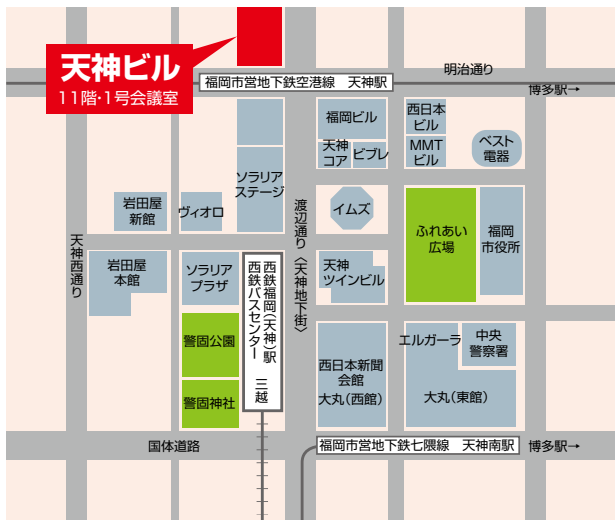 天神ビル
11階・1号会議室
明治通り
福岡市営地下鉄空港線 天神駅
博多駅→
福岡ビル
西日本
ビル
天神
コア
ビブレ
MMT
ビル
ベスト
電器
ソラリア
ステージ
岩田屋
新館
ヴィオロ
イムズ
ふれあい
広場
福岡
市役所
天神西通り
渡辺通り〈天神地下街〉
岩田屋
本館
ソラリア
プラザ
西鉄福岡(天神)駅
西鉄バスセンター 三越
天神
ツインビル
警固公園
警固神社
西日本新聞
会館
大丸(西館)
エルガーラ
中央
警察署
大丸(東館)
国体道路
福岡市営地下鉄七隈線 天神南駅
博多駅→